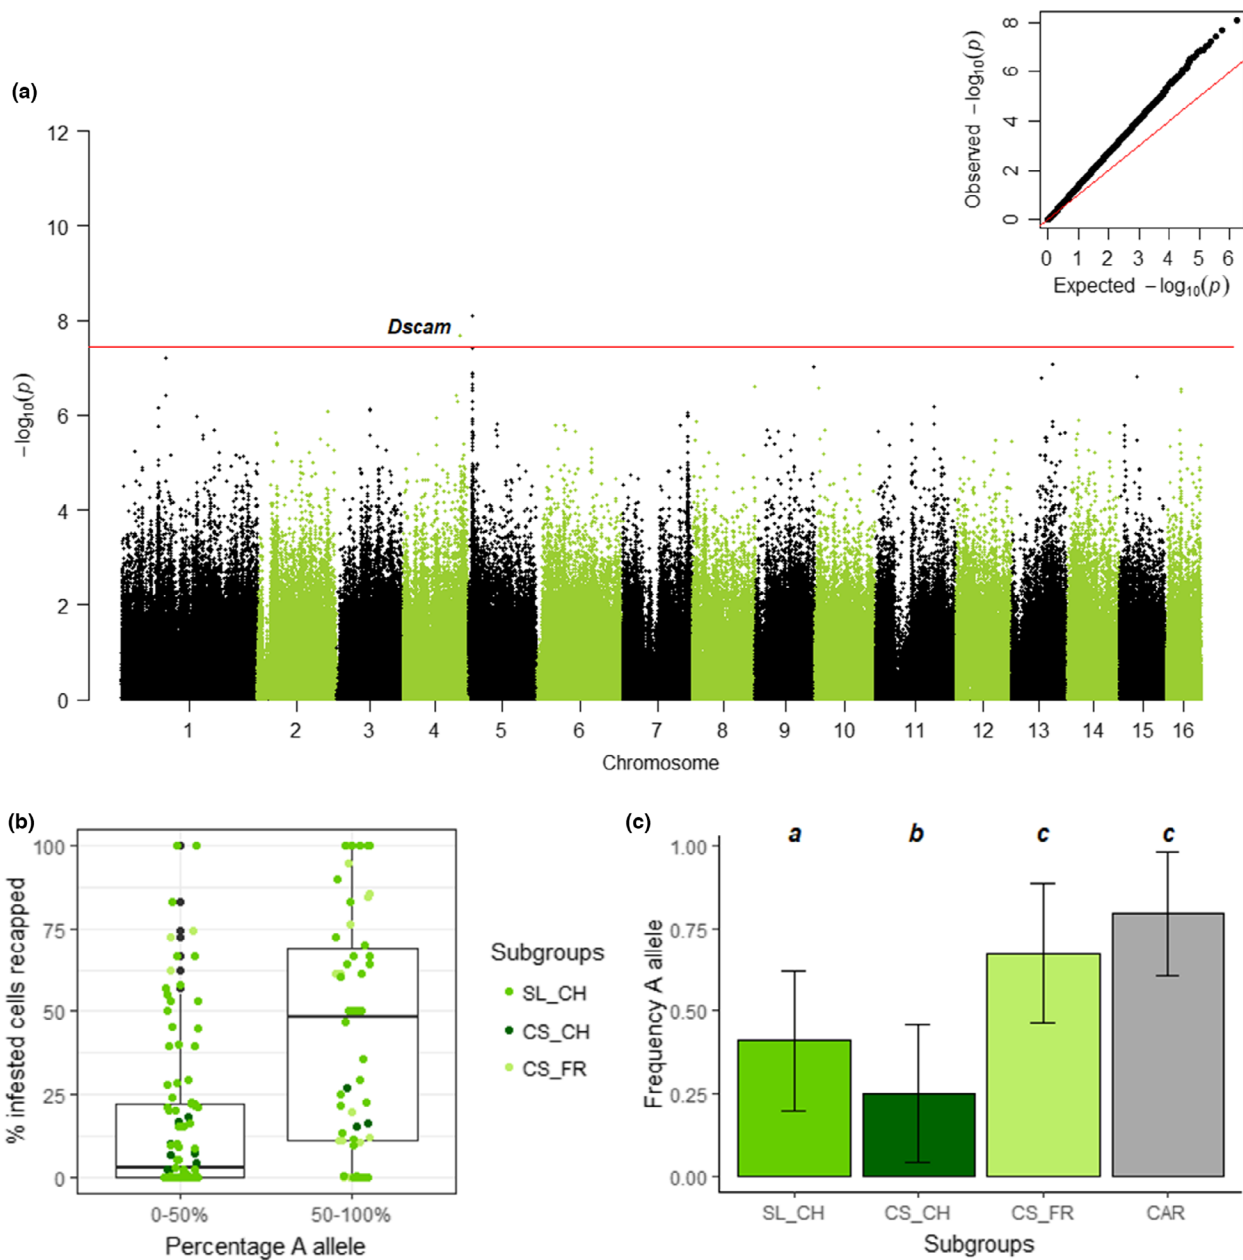 (a)
12
10
8
6
4
2
0
−log10(p)
Dscam
1 2 3 4 5 6 7 8 9 10 11 12 13 14 15 16
Chromosome
8
6
4
2
0
Observed −log10(p)
0 1 2 3 4 5 6
Expected −log10(p)
(b)
100
75
50
25
0
% infested cells recapped
0-50% 50-100%
Percentage A allele
Subgroups
SL_CH
CS_CH
CS_FR
(c)
a b c c
1.00
0.75
0.50
0.25
0.00
Frequency A allele
SL_CH CS_CH CS_FR CAR
Subgroups